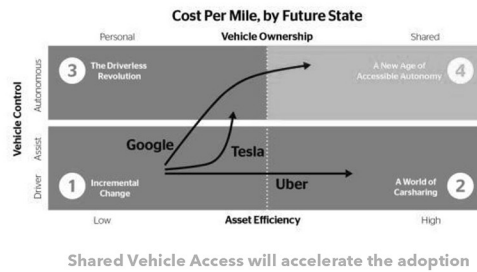 Cost Per Mile, by Future State
Personal
Vehicle Ownership
Shared
Vehicle Control
Autonomous
Driver Assist
3
The Driverless
Revolution
A New Age of
Accessible Autonomy
4
Google
Tesla
Uber
1
Incremental
Change
A World of
Carsharing
2
Low
Asset Efficiency
High
Shared Vehicle Access will accelerate the adoption